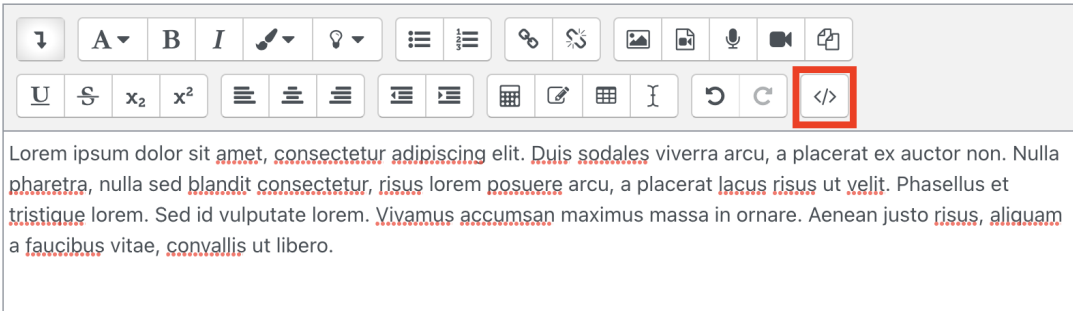 A B I
U S x₂ x² </>
Lorem ipsum dolor sit amet, consectetur adipiscing elit. Duis sodales viverra arcu, a placerat ex auctor non. Nulla
pharetra, nulla sed blandit consectetur, risus lorem posuere arcu, a placerat lacus risus ut velit. Phasellus et
tristique lorem. Sed id vulputate lorem. Vivamus accumsan maximus massa in ornare. Aenean justo risus, aliquam
a faucibus vitae, convallis ut libero.